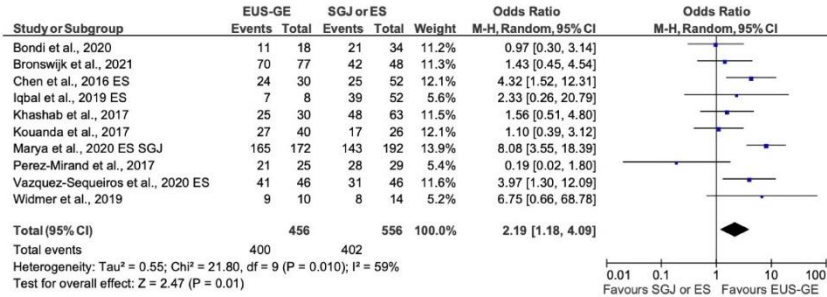 EUS-GE SGJ or ES Odds Ratio Odds Ratio
Study or Subgroup Events Total Events Total Weight M-H, Random, 95% CI M-H, Random, 95% CI
Bondi et al., 2020 11 18 21 34 11.2% 0.97 [0.30, 3.14]
Bronswijk et al., 2021 70 77 42 48 11.3% 1.43 [0.45, 4.54]
Chen et al., 2016 ES 24 30 25 52 12.1% 4.32 [1.52, 12.31]
Iqbal et al., 2019 ES 7 8 39 52 5.6% 2.33 [0.26, 20.79]
Khashab et al., 2017 25 30 48 63 11.5% 1.56 [0.51, 4.80]
Kouanda et al., 2017 27 40 17 26 12.4% 1.10 [0.39, 3.12]
Marya et al., 2020 ES SGJ 165 172 143 192 13.9% 8.08 [3.55, 18.39]
Perez-Mirand et al., 2017 21 25 28 29 5.4% 0.19 [0.02, 1.80]
Vazquez-Sequeiros et al., 2020 ES 41 46 31 46 11.6% 3.97 [1.30, 12.09]
Widmer et al., 2019 9 10 8 14 5.2% 6.75 [0.66, 68.78]
Total (95% CI) 456 556 100.0% 2.19 [1.18, 4.09]
Total events 400 402
Heterogeneity: Tau² = 0.55; Chi² = 21.80, df = 9 (P = 0.010); I² = 59%
Test for overall effect: Z = 2.47 (P = 0.01)
0.01 0.1 1 10 100
Favours SGJ or ES Favours EUS-GE